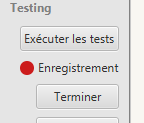 Testing
Exécuter les tests
Enregistrement
Terminer